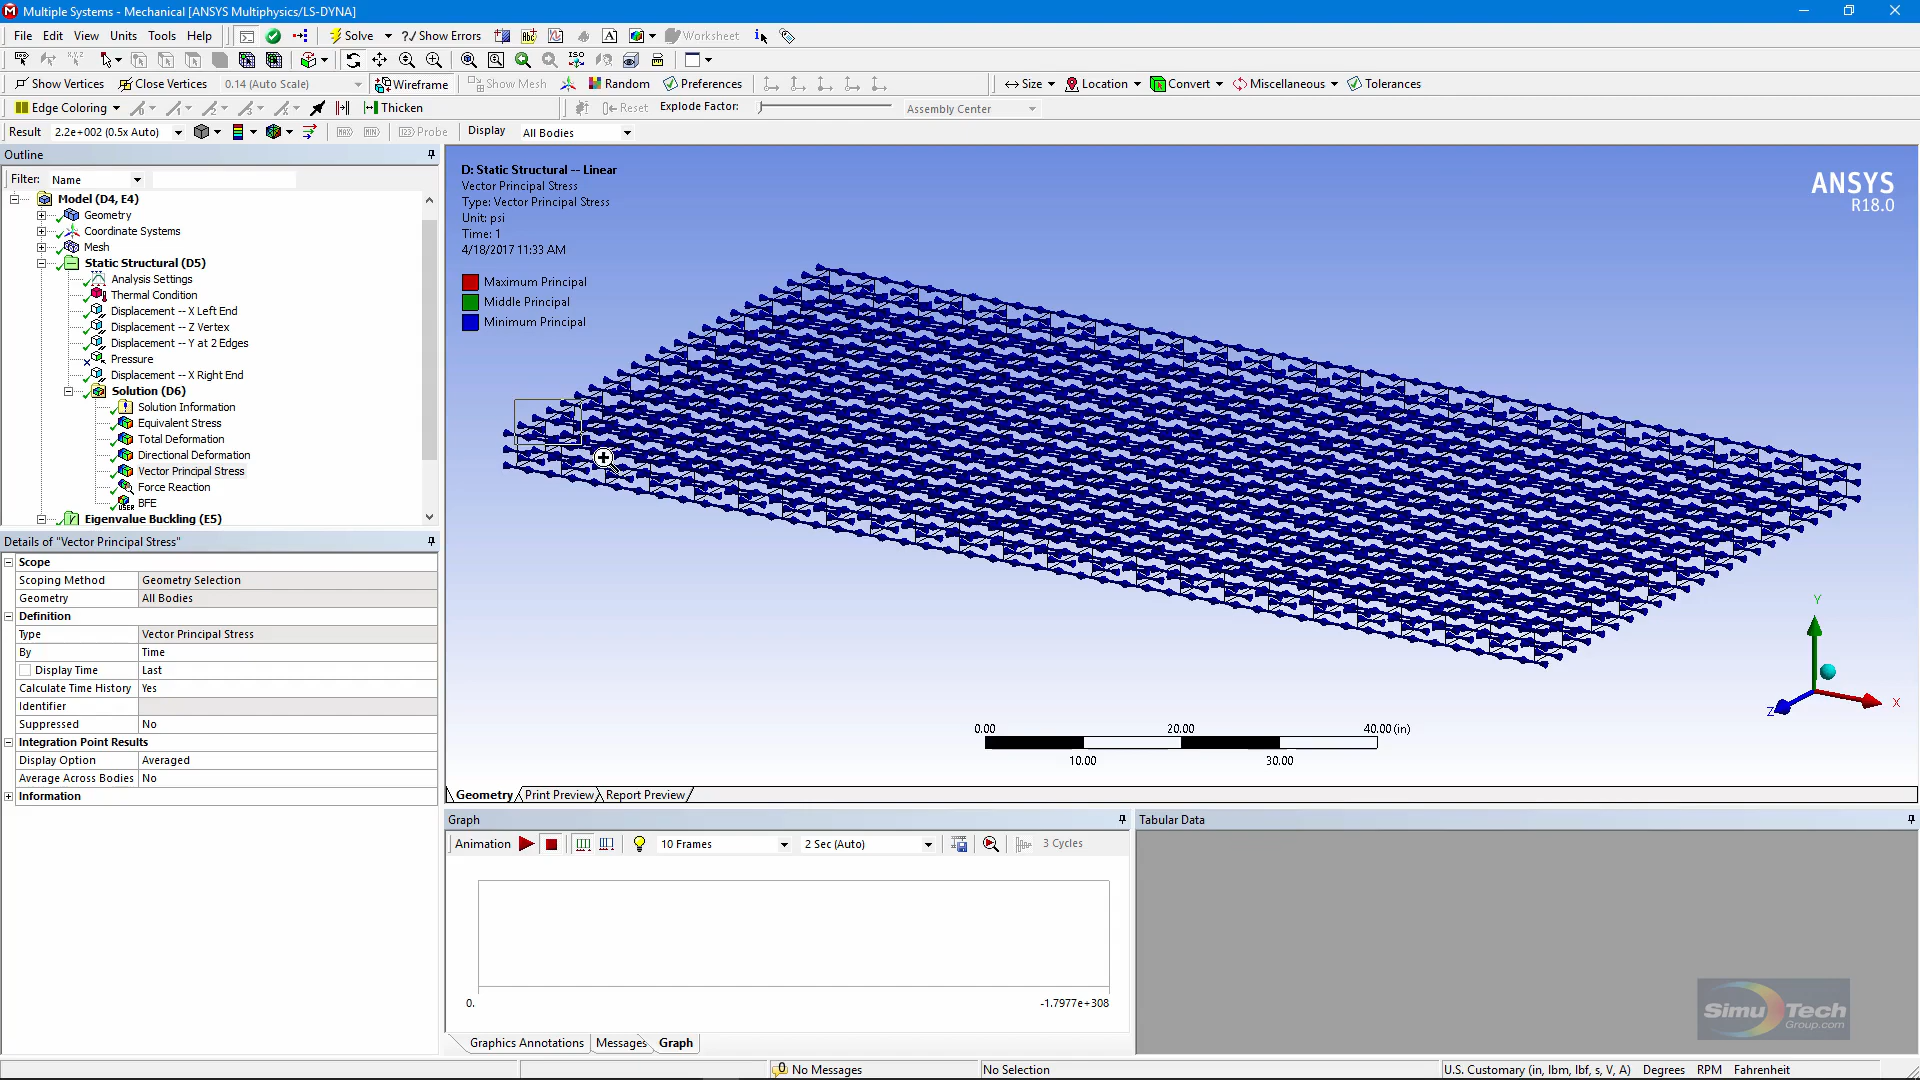 Multiple Systems - Mechanical [ANSYS Multiphysics/LS-DYNA]
File Edit View Units Tools Help Solve ?/ Show Errors A Worksheet
ISO
Show Vertices Close Vertices 0.14 (Auto Scale) Wireframe Show Mesh Random Preferences Size Location Convert Miscellaneous Tolerances
Edge Coloring Thicken Reset Explode Factor: Assembly Center
Result 2.2e+002 (0.5x Auto) MAX MIN Probe Display All Bodies
Outline
Filter: Name
Model (D4, E4)
Geometry
Coordinate Systems
Mesh
Static Structural (D5)
Analysis Settings
Thermal Condition
Displacement -- X Left End
Displacement -- Z Vertex
Displacement -- Y at 2 Edges
Pressure
Displacement -- X Right End
Solution (D6)
Solution Information
Equivalent Stress
Total Deformation
Directional Deformation
Vector Principal Stress
Force Reaction
BFE
Eigenvalue Buckling (E5)
Details of "Vector Principal Stress"
Scope
Scoping Method Geometry Selection
Geometry All Bodies
Definition
Type Vector Principal Stress
By Time
Display Time Last
Calculate Time History Yes
Identifier
Suppressed No
Integration Point Results
Display Option Averaged
Average Across Bodies No
Information
D: Static Structural -- Linear
Vector Principal Stress
Type: Vector Principal Stress
Unit: psi
Time: 1
4/18/2017 11:33 AM
Maximum Principal
Middle Principal
Minimum Principal
ANSYS
R18.0
Y
X
Z
0.00 20.00 40.00 (in)
10.00 30.00
Geometry Print Preview Report Preview
Graph
Animation 10 Frames 2 Sec (Auto) 3 Cycles
0. -1.7977e+308
Graphics Annotations Messages Graph
Tabular Data
SimuTech
Group.com
0 No Messages No Selection U.S. Customary (in, lbm, lbf, s, V, A) Degrees RPM Fahrenheit